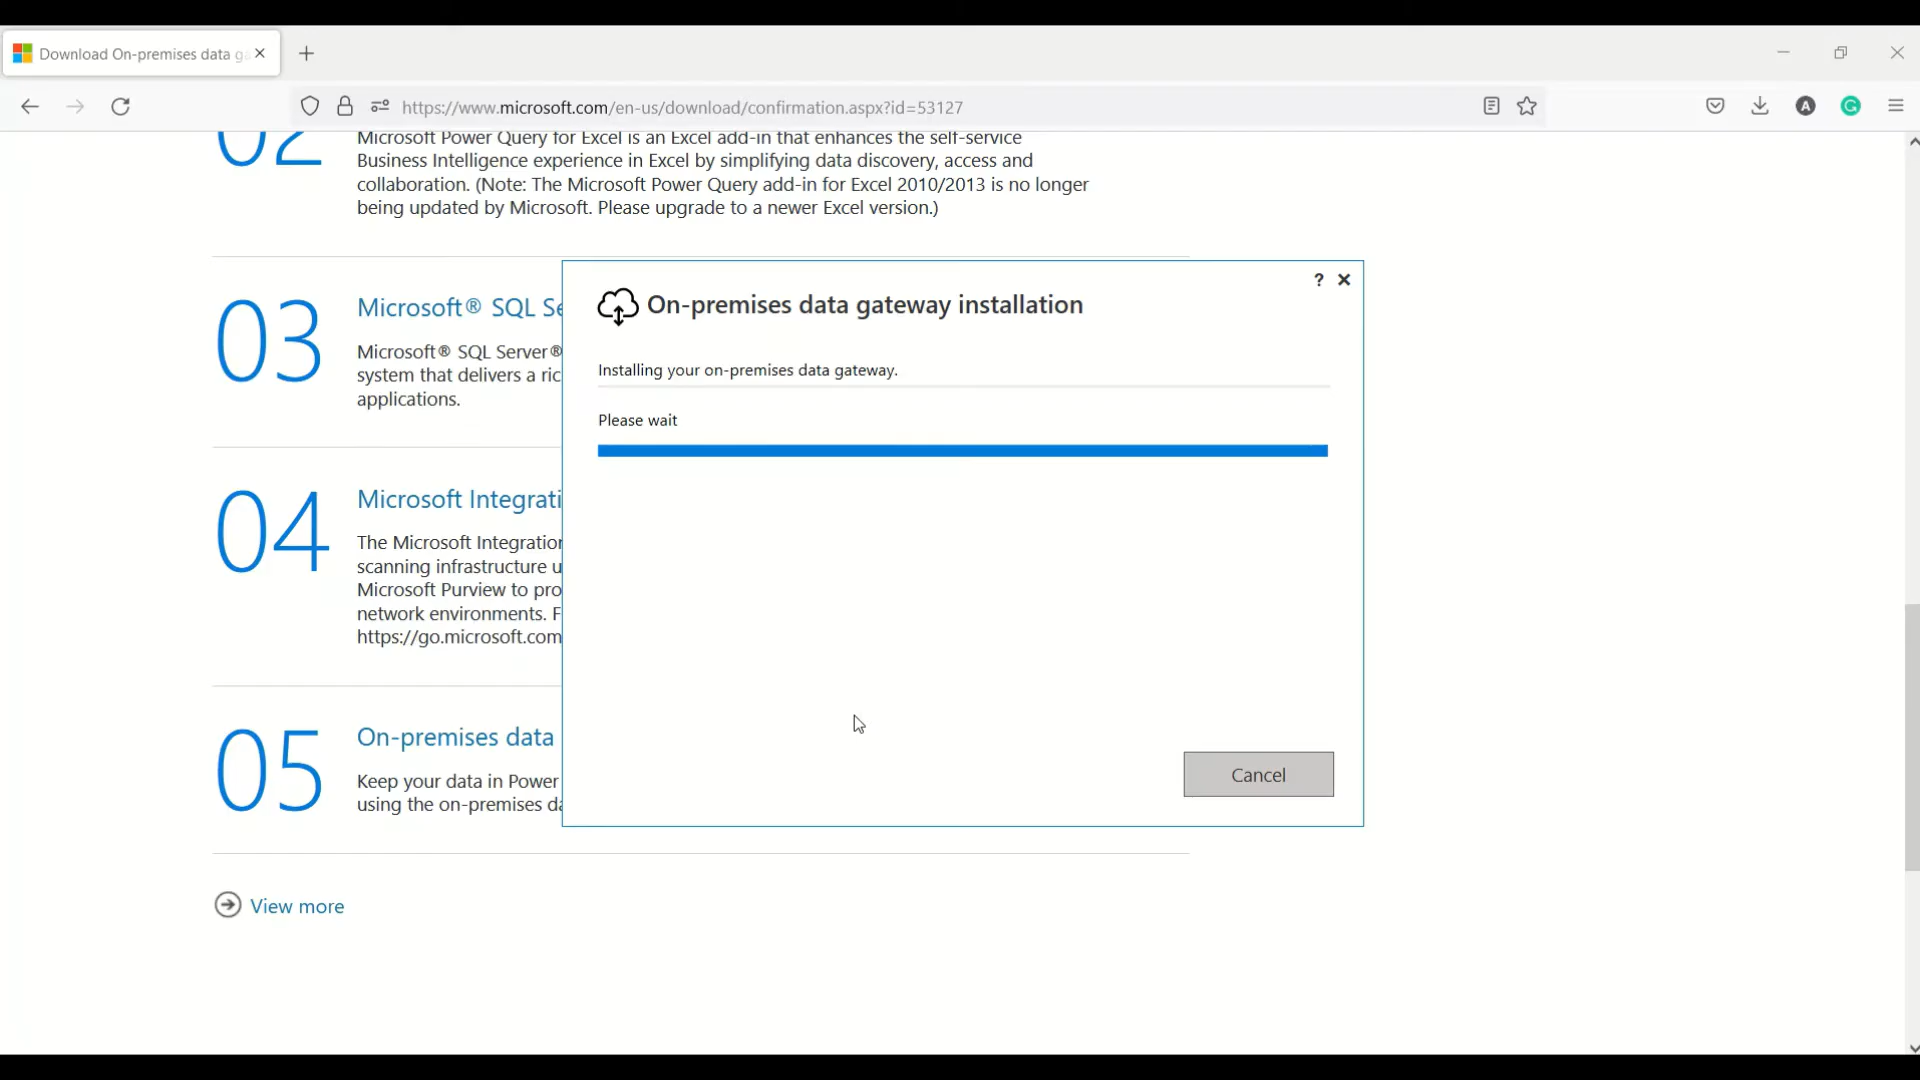 Download On-premises data ga
https://www.microsoft.com/en-us/download/confirmation.aspx?id=53127
A
G
02
Microsoft Power Query for Excel is an Excel add-in that enhances the self-service
Business Intelligence experience in Excel by simplifying data discovery, access and
collaboration. (Note: The Microsoft Power Query add-in for Excel 2010/2013 is no longer
being updated by Microsoft. Please upgrade to a newer Excel version.)
03
Microsoft® SQL Se
Microsoft® SQL Server®
system that delivers a ric
applications.
04
Microsoft Integrati
The Microsoft Integration
scanning infrastructure u
Microsoft Purview to pro
network environments. F
https://go.microsoft.com
05
On-premises data
Keep your data in Power
using the on-premises da
View more
?
On-premises data gateway installation
Installing your on-premises data gateway.
Please wait
Cancel